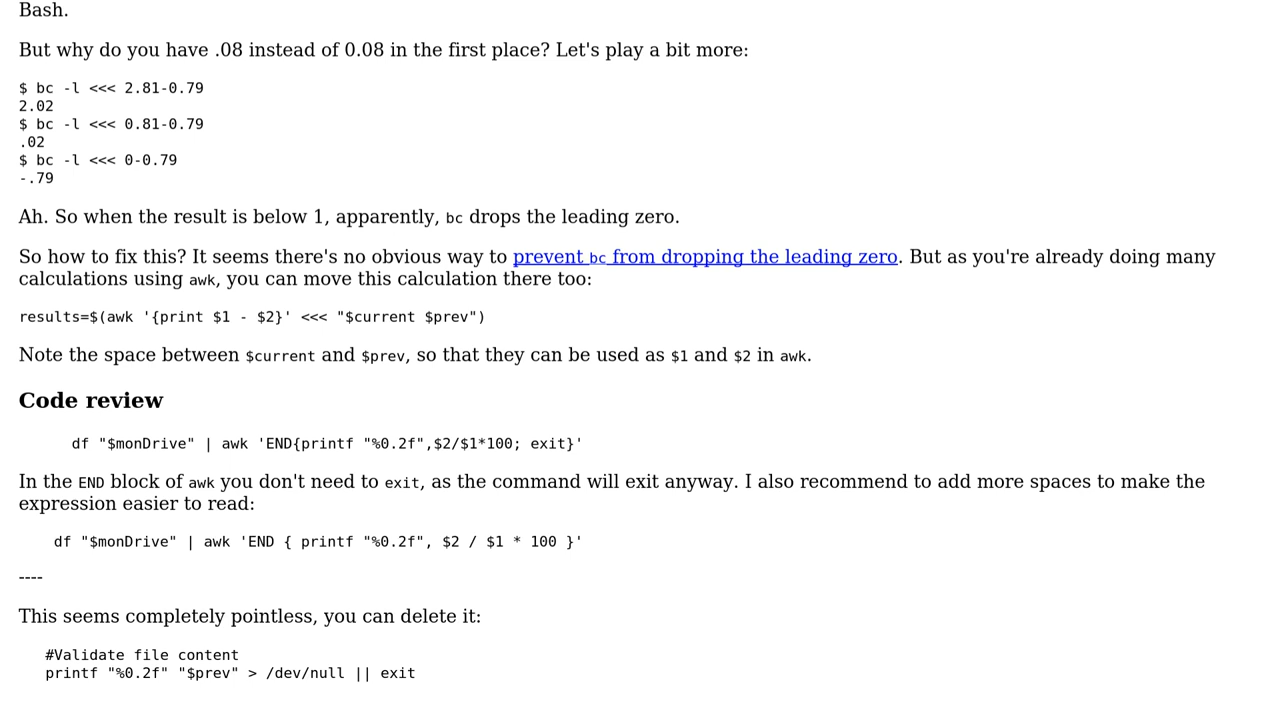 Bash.
But why do you have .08 instead of 0.08 in the first place? Let's play a bit more:
$ bc -l <<< 2.81-0.79
2.02
$ bc -l <<< 0.81-0.79
.02
$ bc -l <<< 0-0.79
-.79
Ah. So when the result is below 1, apparently, bc drops the leading zero.
So how to fix this? It seems there's no obvious way to prevent bc from dropping the leading zero. But as you're already doing many
calculations using awk, you can move this calculation there too:
results=$(awk '{print $1 - $2}' <<< "$current $prev")
Note the space between $current and $prev, so that they can be used as $1 and $2 in awk.
Code review
df "$monDrive" | awk 'END{printf "%0.2f",$2/$1*100; exit}'
In the END block of awk you don't need to exit, as the command will exit anyway. I also recommend to add more spaces to make the
expression easier to read:
df "$monDrive" | awk 'END { printf "%0.2f", $2 / $1 * 100 }'
----
This seems completely pointless, you can delete it:
#Validate file content
printf "%0.2f" "$prev" > /dev/null || exit